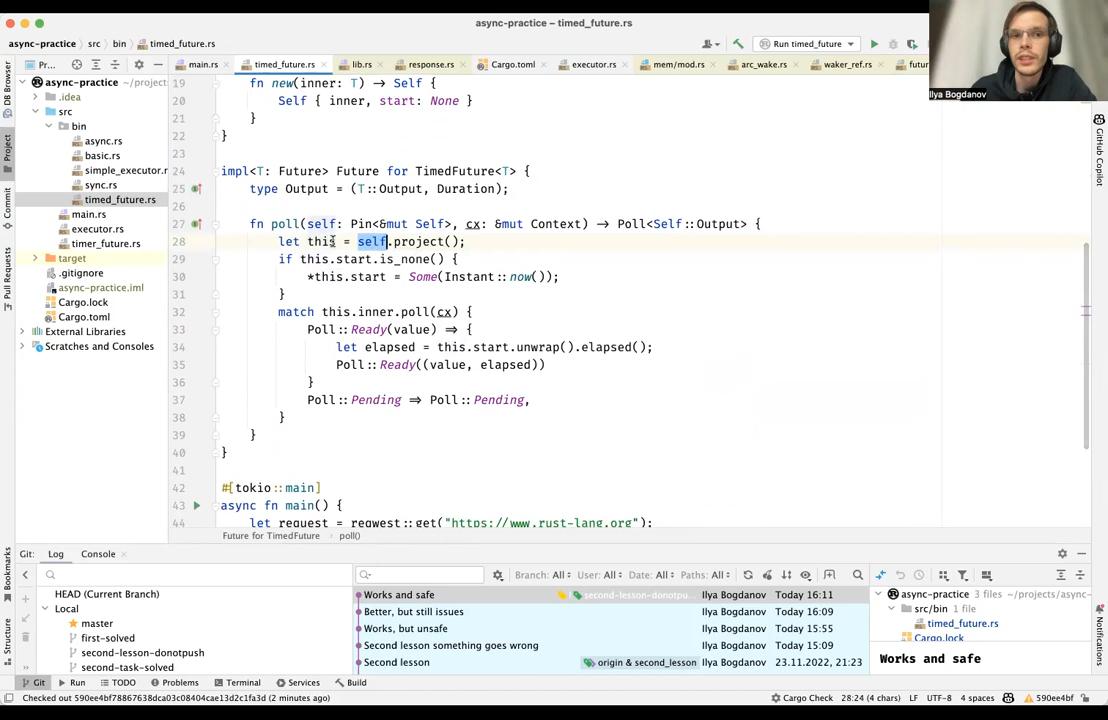 async-practice – timed_future.rs
async-practice
src
bin
timed_future.rs
Run timed_future
Pr...
main.rs
timed_future.rs
lib.rs
response.rs
Cargo.toml
executor.rs
mem/mod.rs
arc_wake.rs
waker_ref.rs
Ilya Bogdanov
DB Browser
Project
Commit
Pull Requests
Bookmarks
Structure
GitHub Copilot
Notifications
async-practice ~/projects/
.idea
src
bin
async.rs
basic.rs
simple_executor.r
sync.rs
timed_future.rs
main.rs
executor.rs
timer_future.rs
target
.gitignore
async-practice.iml
Cargo.lock
Cargo.toml
External Libraries
Scratches and Consoles
19 fn new(inner: T) -> Self {
20 Self { inner, start: None }
21 }
22 }
23
24 impl<T: Future> Future for TimedFuture<T> {
25 type Output = (T::Output, Duration);
26
27 fn poll(self: Pin<&mut Self>, cx: &mut Context) -> Poll<Self::Output> {
28 let this = self.project();
29 if this.start.is_none() {
30 *this.start = Some(Instant::now());
31 }
32 match this.inner.poll(cx) {
33 Poll::Ready(value) => {
34 let elapsed = this.start.unwrap().elapsed();
35 Poll::Ready((value, elapsed))
36 }
37 Poll::Pending => Poll::Pending,
38 }
39 }
40 }
41
42 #[tokio::main]
43 async fn main() {
44 let request = reqwest::get("https://www.rust-lang.org");
Future for TimedFuture
poll()
Git:
Log
Console
Branch: All
User: All
Date: All
Paths: All
HEAD (Current Branch)
Local
master
first-solved
second-lesson-donotpush
second-task-solved
Works and safe second-lesson-donotpu... Ilya Bogdanov Today 16:11
Better, but still issues Ilya Bogdanov Today 16:09
Works, but unsafe Ilya Bogdanov Today 15:55
Second lesson something goes wrong Ilya Bogdanov Today 15:09
Second lesson origin & second_lesson Ilya Bogdanov 23.11.2022, 21:23
async-practice 3 files ~/projects/async-
src/bin 1 file
timed_future.rs
Cargo.lock
Works and safe
Git
Run
TODO
Problems
Terminal
Services
Build
Checked out 590ee4bf78867638dca03c08404cae13d2c1fa3d (2 minutes ago)
Cargo Check
28:24 (4 chars)
LF
UTF-8
4 spaces
590ee4bf